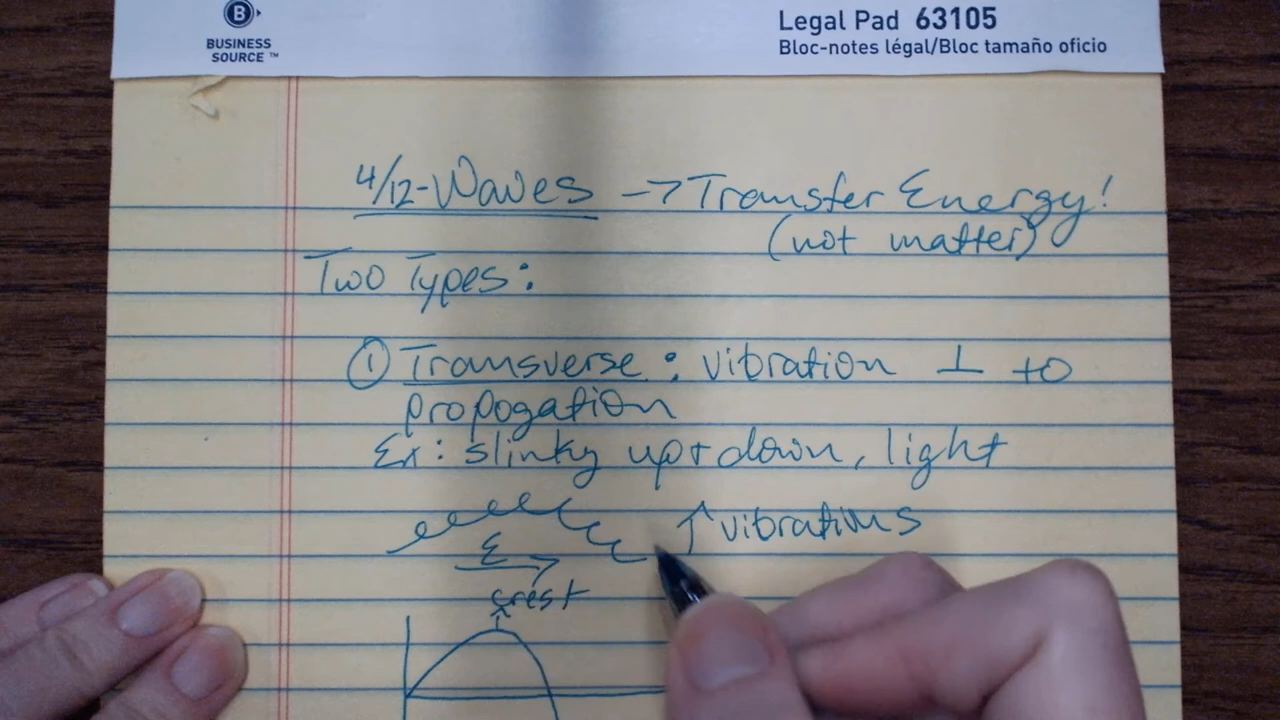 B
BUSINESS
SOURCE ™
Legal Pad 63105
Bloc-notes légal/Bloc tamaño oficio
4/12-Waves → Transfer Energy!
(not matter)
Two Types:
① Transverse: vibration ⊥ to
propogation
Ex: slinky up + down, light
↑ vibrations
E →
crest